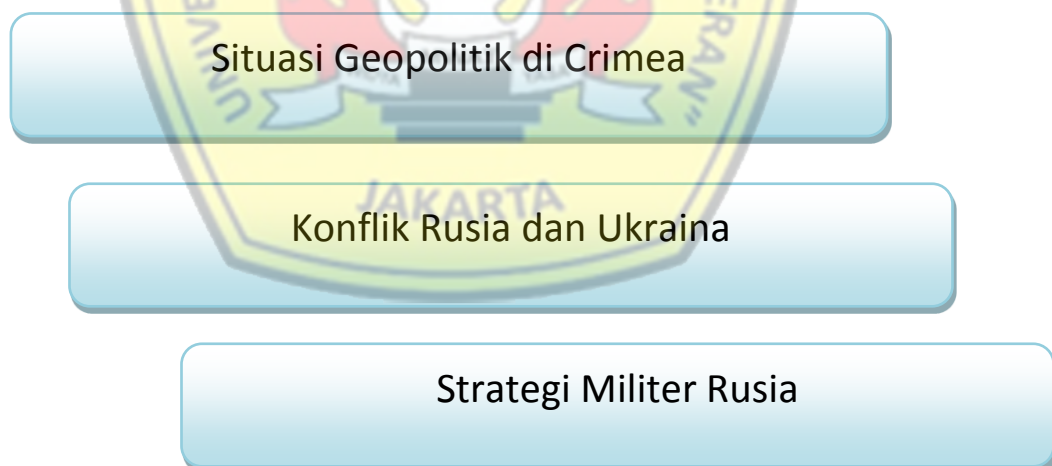 Situasi Geopolitik di Crimea
JAKARTA
Konflik Rusia dan Ukraina
Strategi Militer Rusia